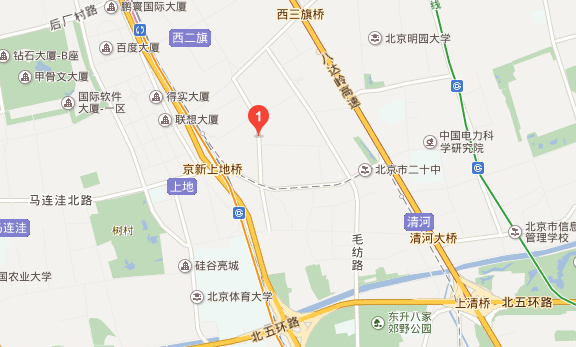 鹏寰国际大厦
后厂村路
西三旗桥
线
西二旗
北京明园大学
百度大厦
钻石大厦-B座
甲骨文大厦
八达岭高速
国际软件
大厦-一区
得实大厦
联想大厦
1
中国电力科
学研究院
京新上地桥
北京市二十中
上地
马连洼北路
马连洼
树村
清河
清河大桥
北京市信息
管理学校
毛纺路
硅谷亮城
国农业大学
北京体育大学
上清桥
北五环路
北五环路
东升八家
郊野公园